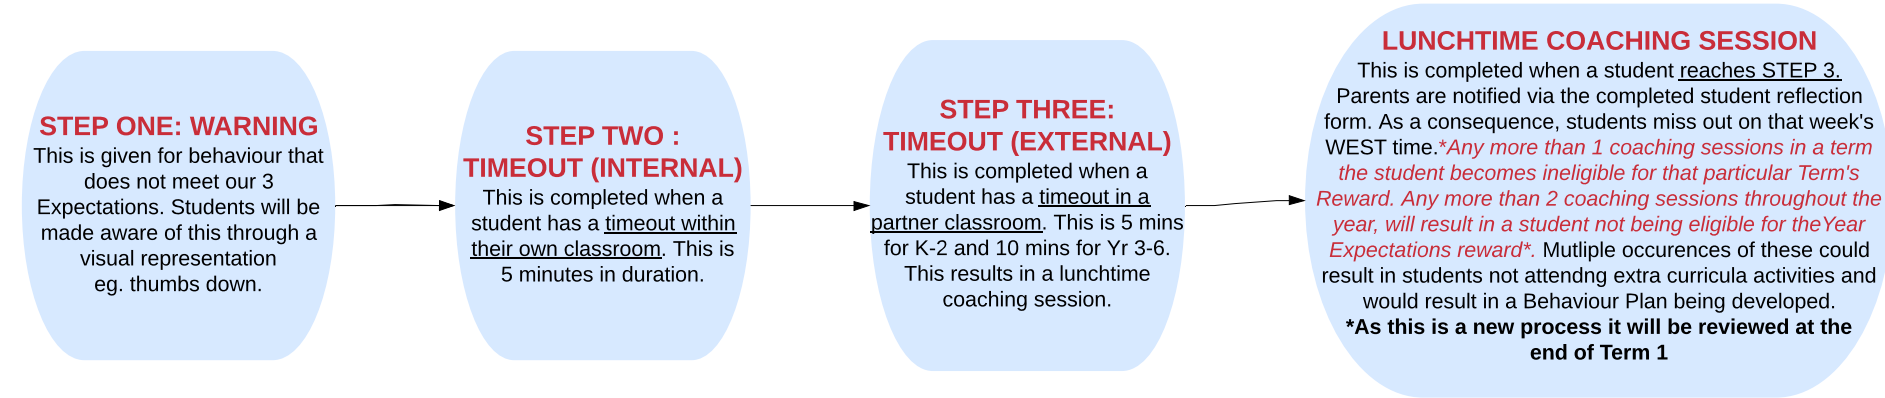 STEP ONE: WARNING
This is given for behaviour that
does not meet our 3
Expectations. Students will be
made aware of this through a
visual representation
eg. thumbs down.
STEP TWO :
TIMEOUT (INTERNAL)
This is completed when a
student has a timeout within
their own classroom. This is
5 minutes in duration.
STEP THREE:
TIMEOUT (EXTERNAL)
This is completed when a
student has a timeout in a
partner classroom. This is 5 mins
for K-2 and 10 mins for Yr 3-6.
This results in a lunchtime
coaching session.
LUNCHTIME COACHING SESSION
This is completed when a student reaches STEP 3.
Parents are notified via the completed student reflection
form. As a consequence, students miss out on that week's
WEST time.*Any more than 1 coaching sessions in a term
the student becomes ineligible for that particular Term's
Reward. Any more than 2 coaching sessions throughout the
year, will result in a student not being eligible for theYear
Expectations reward*. Mutliple occurences of these could
result in students not attendng extra curricula activities and
would result in a Behaviour Plan being developed.
*As this is a new process it will be reviewed at the
end of Term 1